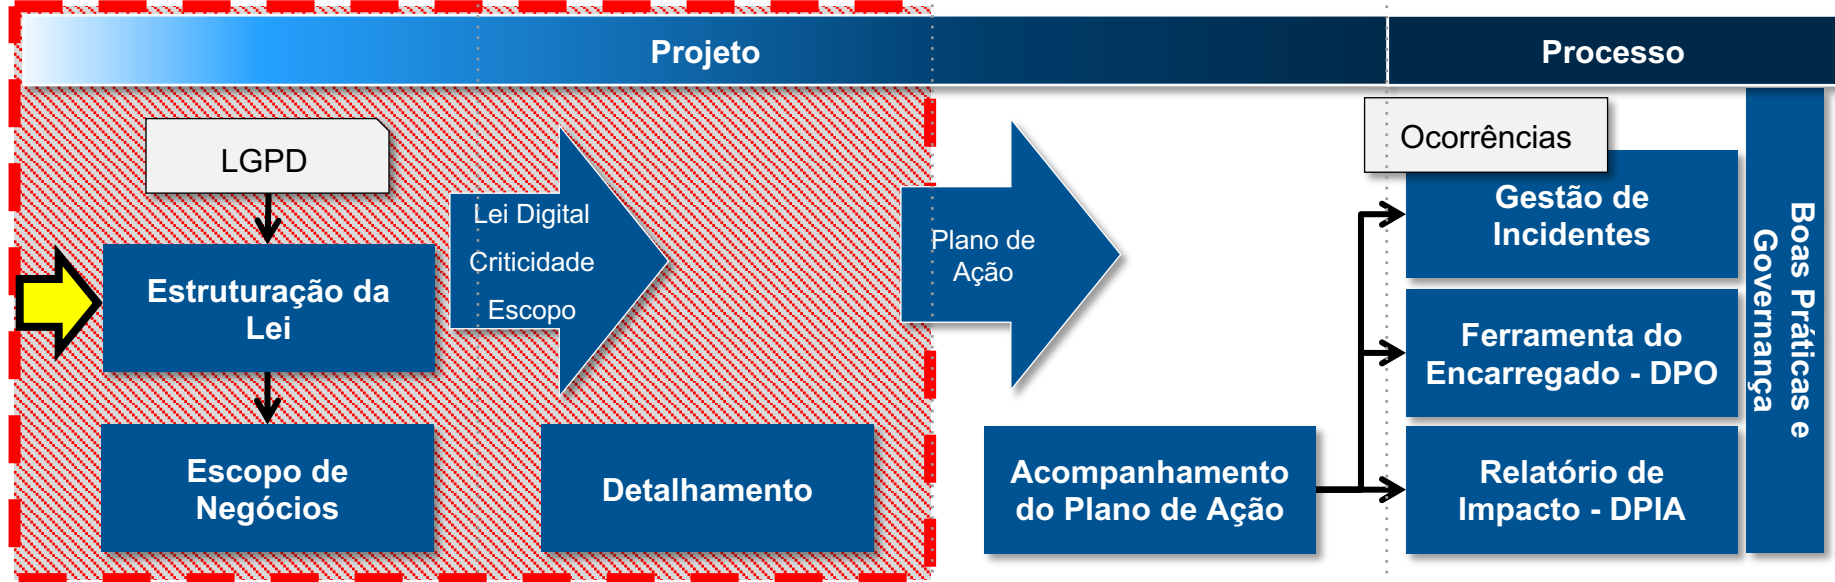 Projeto
Processo
LGPD
Estruturação da
Lei
Escopo de
Negócios
Lei Digital
Criticidade
Escopo
Detalhamento
Plano de
Ação
Acompanhamento
do Plano de Ação
Ocorrências
Gestão de
Incidentes
Ferramenta do
Encarregado - DPO
Relatório de
Impacto - DPIA
Boas Práticas e
Governança